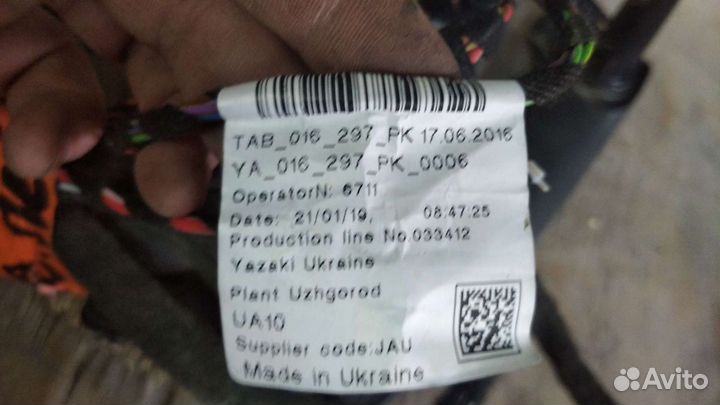 TAB_016_297_PK 17.06.2016
YA_016_297_PK_0006
OperatorN: 6711
Date: 21/01/19, 08:47:25
Production line No.033412
Yazaki Ukraine
Plant Uzhgorod
UA10
Supplier code:JAU
Made in Ukraine
Avito